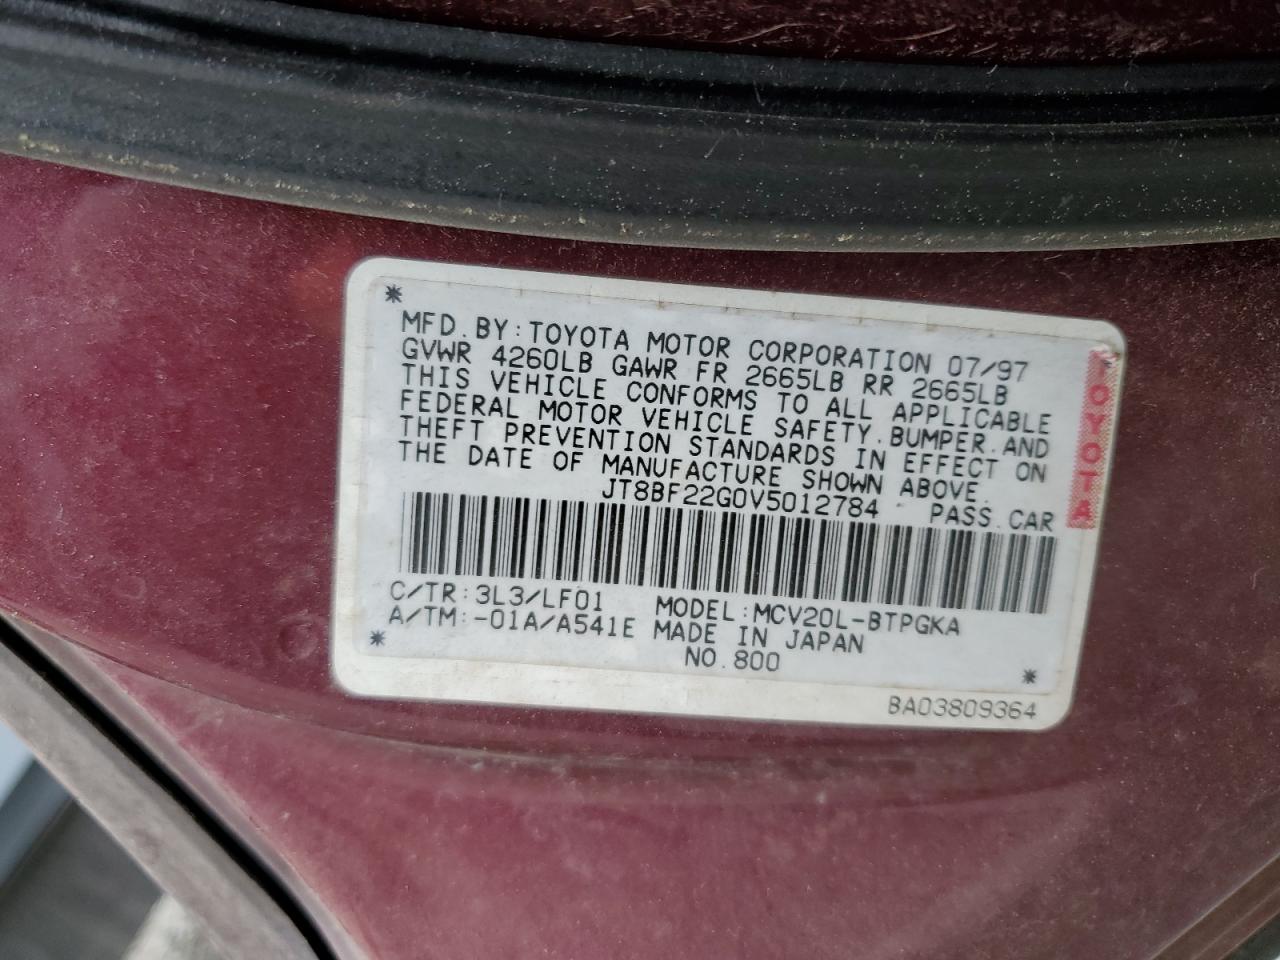 MFD. BY: TOYOTA MOTOR CORPORATION 07/97
GVWR 4260LB GAWR FR 2665LB RR 2665LB
THIS VEHICLE CONFORMS TO ALL APPLICABLE
FEDERAL MOTOR VEHICLE SAFETY. BUMPER. AND
THEFT PREVENTION STANDARDS IN EFFECT ON
THE DATE OF MANUFACTURE SHOWN ABOVE.
JT8BF22G0V5012784 PASS. CAR
C/TR: 3L3/LF01 MODEL: MCV20L-BTPGKA
A/TM: -01A/A541E MADE IN JAPAN
NO. 800
BA03809364
TOYOTA